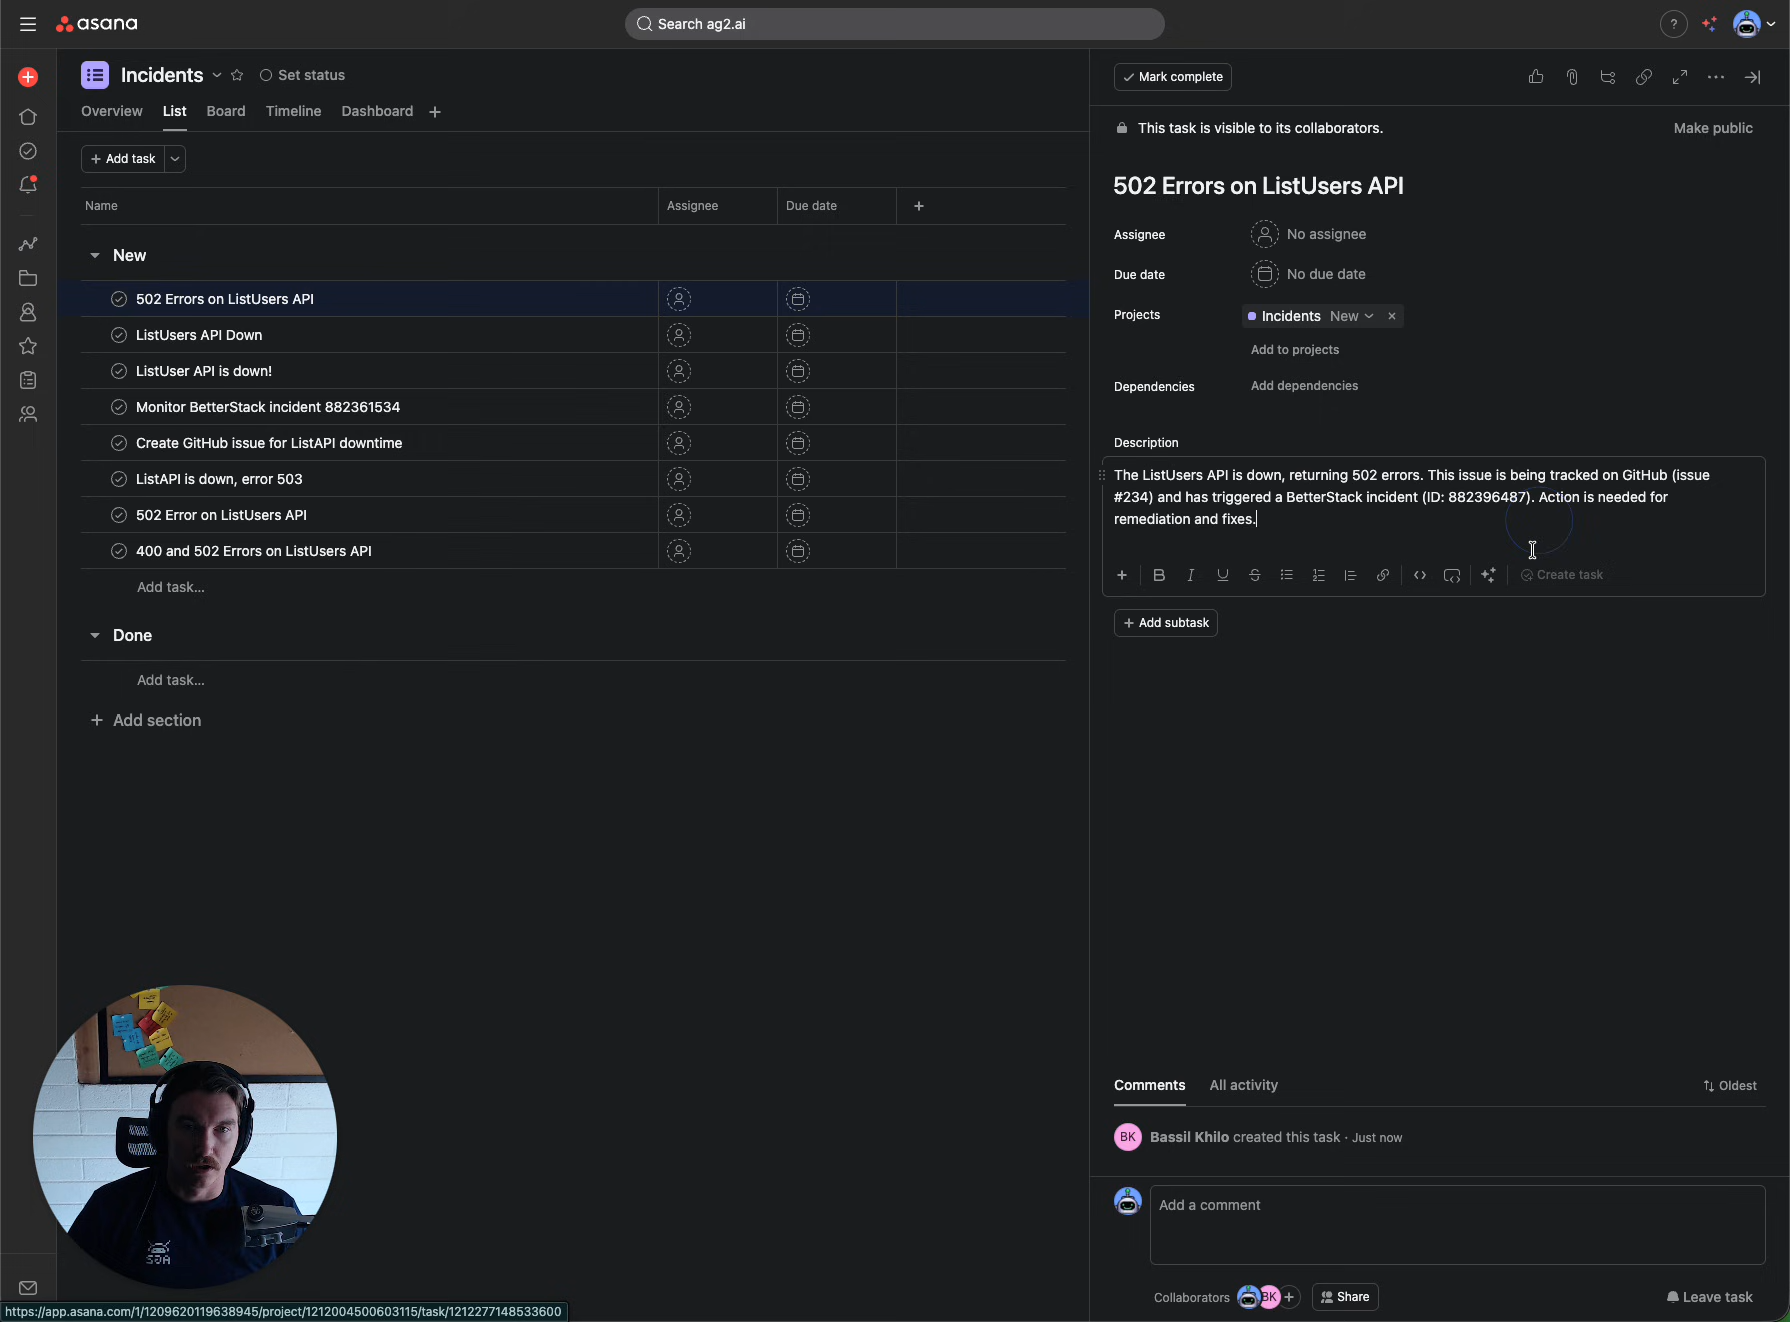 asana
Search ag2.ai
?
Incidents
Set status
Overview
List
Board
Timeline
Dashboard
Add task
Name
Assignee
Due date
New
502 Errors on ListUsers API
ListUsers API Down
ListUser API is down!
Monitor BetterStack incident 882361534
Create GitHub issue for ListAPI downtime
ListAPI is down, error 503
502 Error on ListUsers API
400 and 502 Errors on ListUsers API
Add task...
Done
Add task...
Add section
Mark complete
This task is visible to its collaborators.
Make public
502 Errors on ListUsers API
Assignee
No assignee
Due date
No due date
Projects
Incidents New
Add to projects
Dependencies
Add dependencies
Description
The ListUsers API is down, returning 502 errors. This issue is being tracked on GitHub (issue
#234) and has triggered a BetterStack incident (ID: 882396487). Action is needed for
remediation and fixes.
B I U S
Create task
Add subtask
Comments
All activity
Oldest
BK
Bassil Khilo created this task · Just now
Add a comment
Collaborators
BK
Share
Leave task
https://app.asana.com/1/1209620119638945/project/1212004500603115/task/1212277148533600